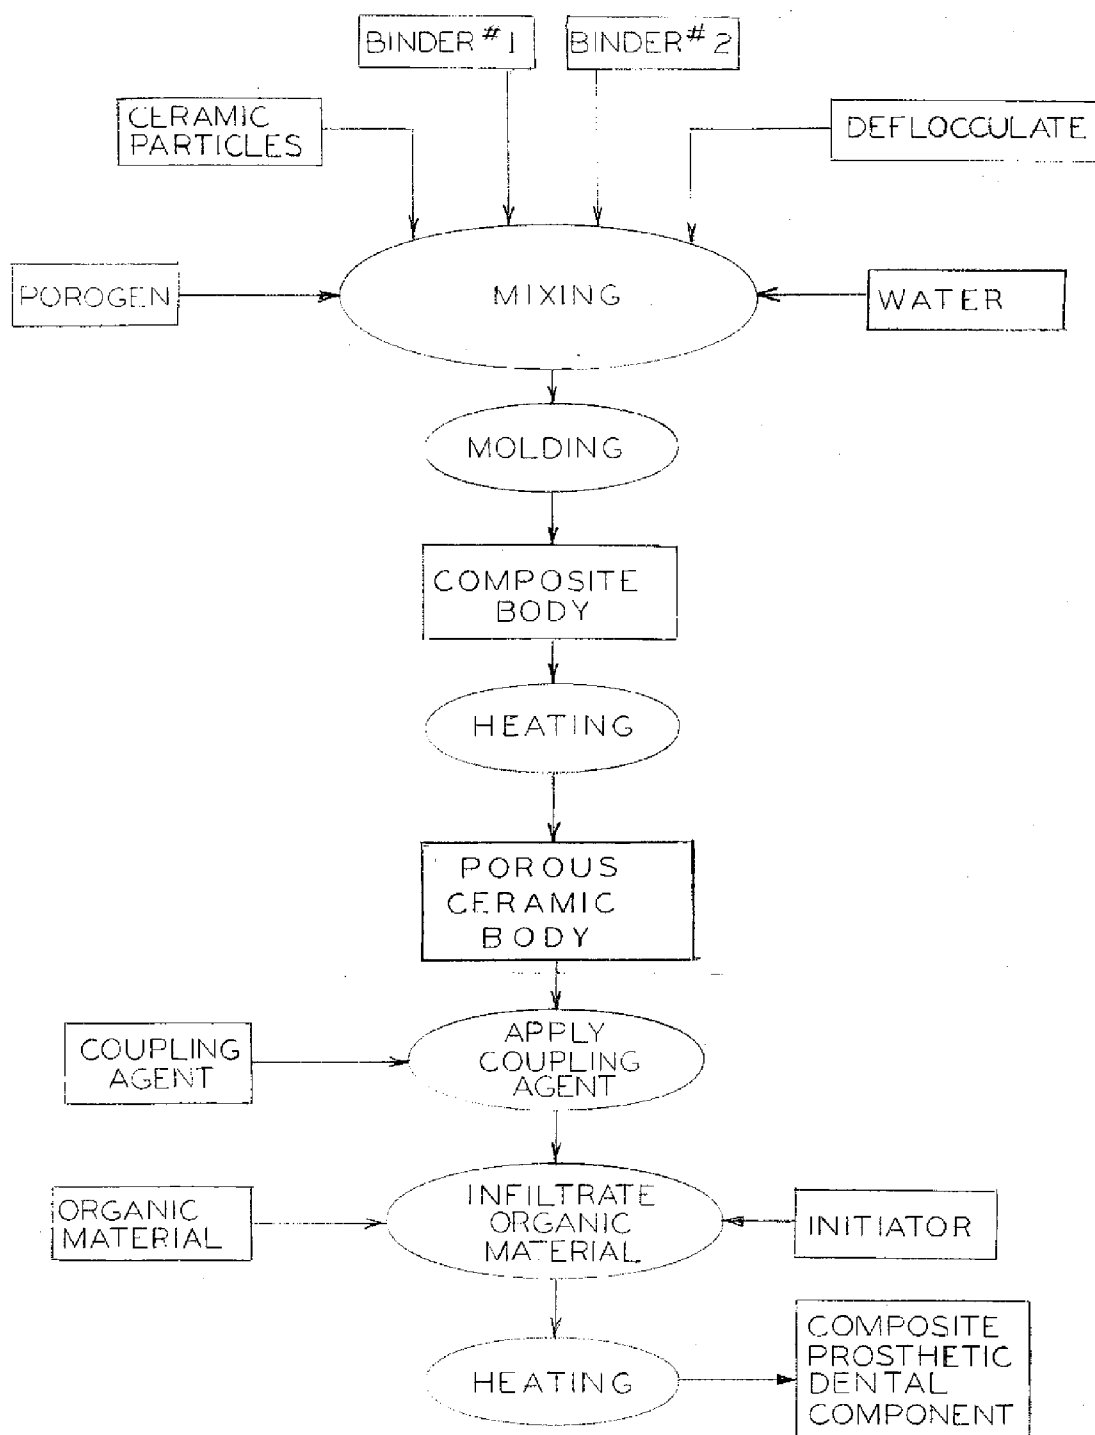 BINDER #1
BINDER #2
CERAMIC
PARTICLES
DEFLOCCULATE
POROGEN
MIXING
WATER
MOLDING
COMPOSITE
BODY
HEATING
POROUS
CERAMIC
BODY
COUPLING
AGENT
APPLY
COUPLING
AGENT
ORGANIC
MATERIAL
INFILTRATE
ORGANIC
MATERIAL
INITIATOR
HEATING
COMPOSITE
PROSTHETIC
DENTAL
COMPONENT